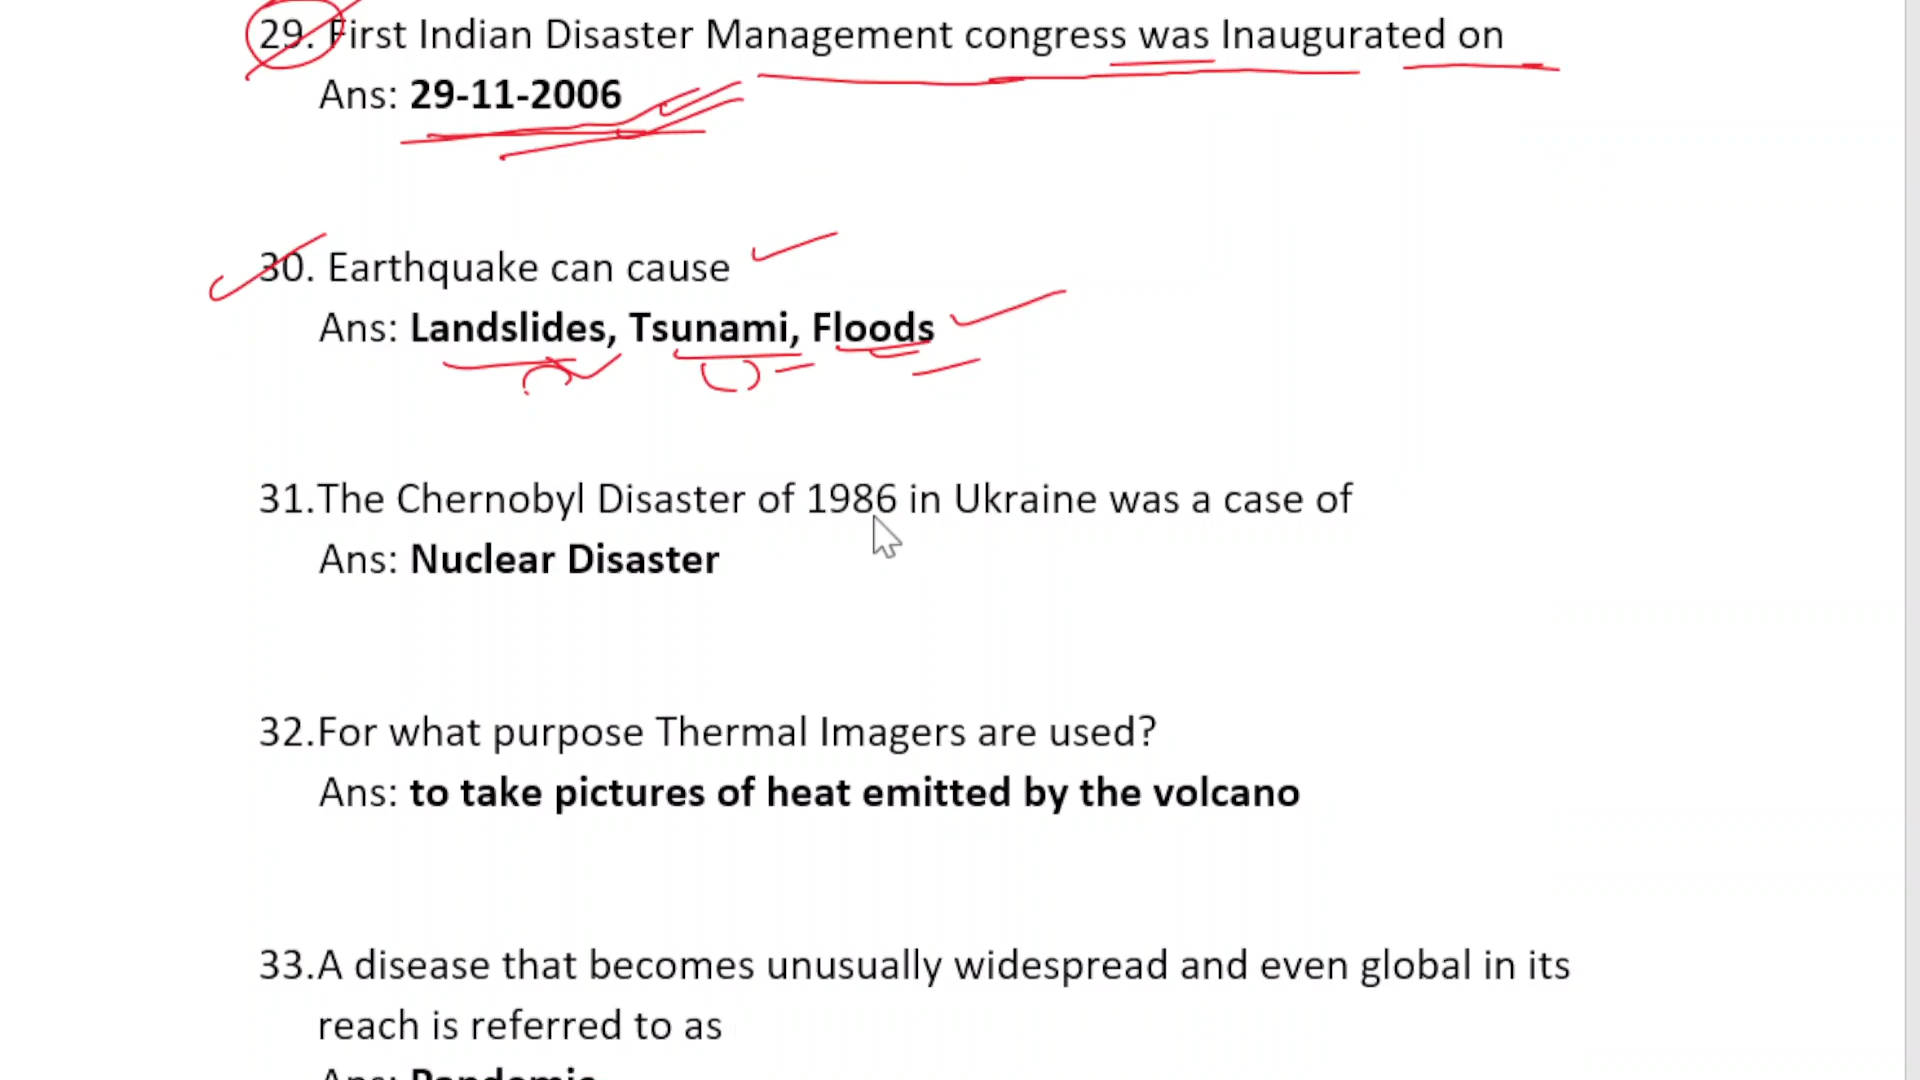 29. First Indian Disaster Management congress was Inaugurated on
Ans: 29-11-2006
30. Earthquake can cause
Ans: Landslides, Tsunami, Floods
31.The Chernobyl Disaster of 1986 in Ukraine was a case of
Ans: Nuclear Disaster
32.For what purpose Thermal Imagers are used?
Ans: to take pictures of heat emitted by the volcano
33.A disease that becomes unusually widespread and even global in its
reach is referred to as
Ans: Pandemic